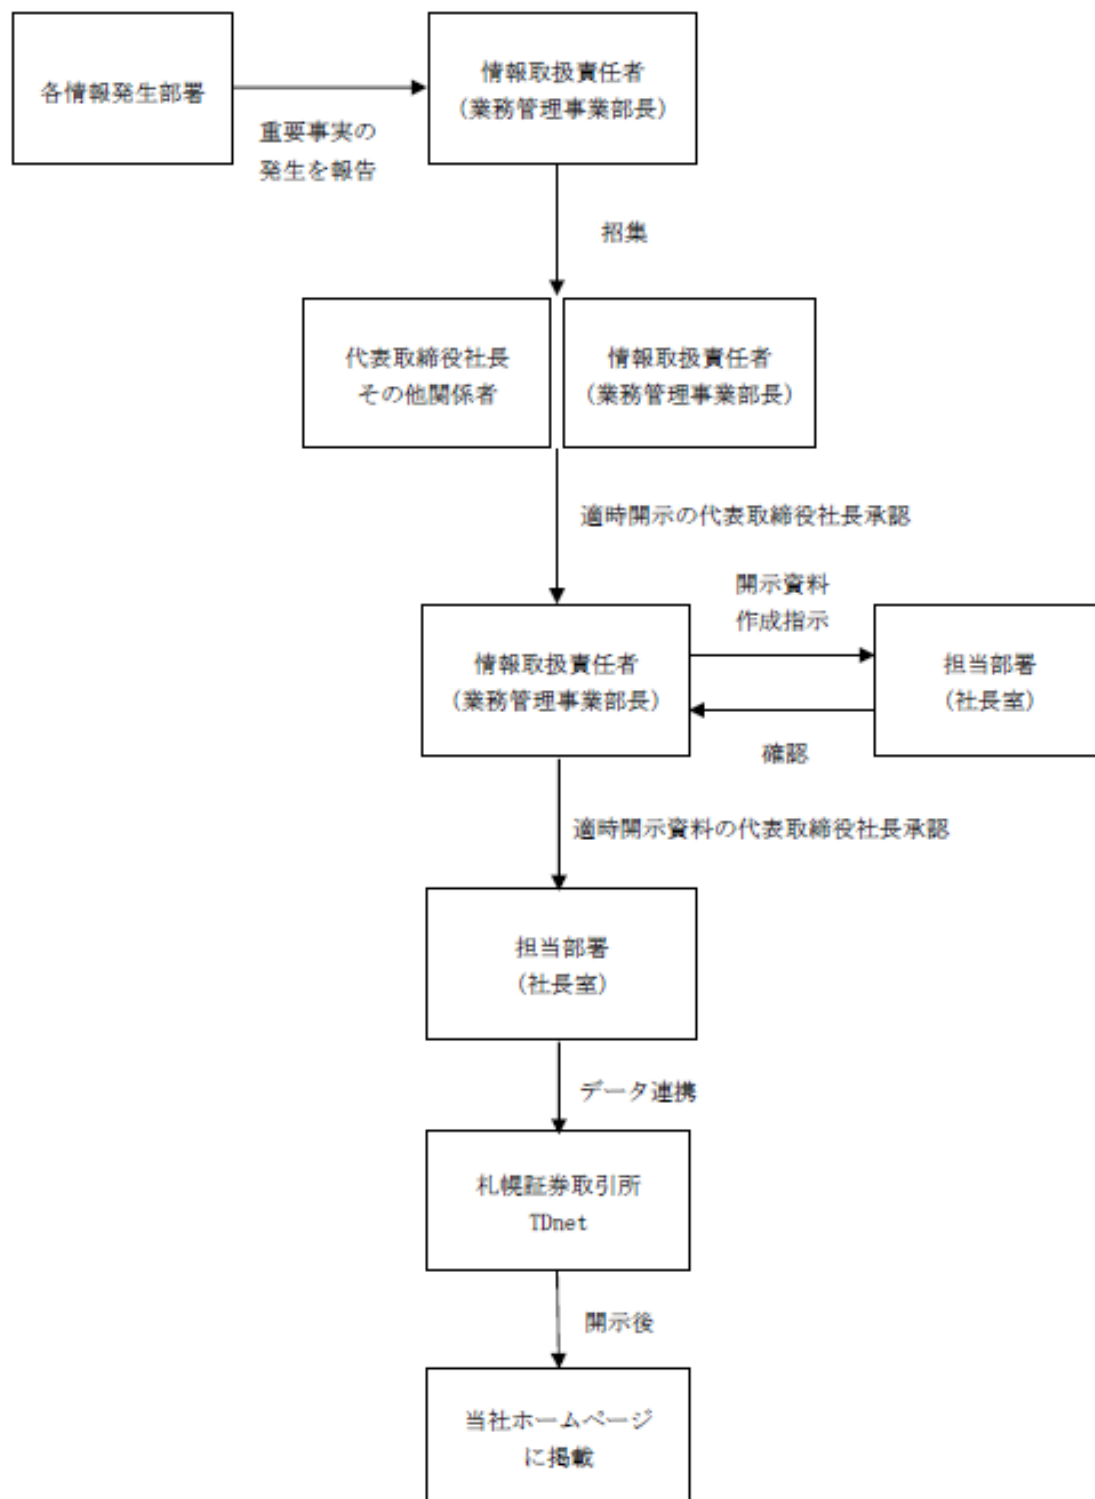 各情報発生部署
重要事実の
発生を報告
情報取扱責任者
（業務管理事業部長）
招集
代表取締役社長
その他関係者
情報取扱責任者
（業務管理事業部長）
適時開示の代表取締役社長承認
情報取扱責任者
（業務管理事業部長）
開示資料
作成指示
担当部署
（社長室）
確認
適時開示資料の代表取締役社長承認
担当部署
（社長室）
データ連携
札幌証券取引所
TDnet
開示後
当社ホームページ
に掲載